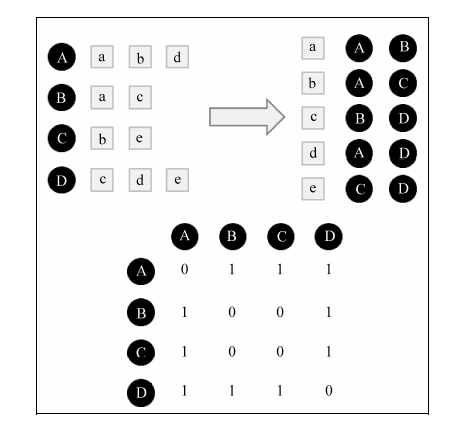 A a b d
B a c
C b e
D c d e
a A B
b A C
c B D
d A D
e C D
A B C D
A 0 1 1 1
B 1 0 0 1
C 1 0 0 1
D 1 1 1 0